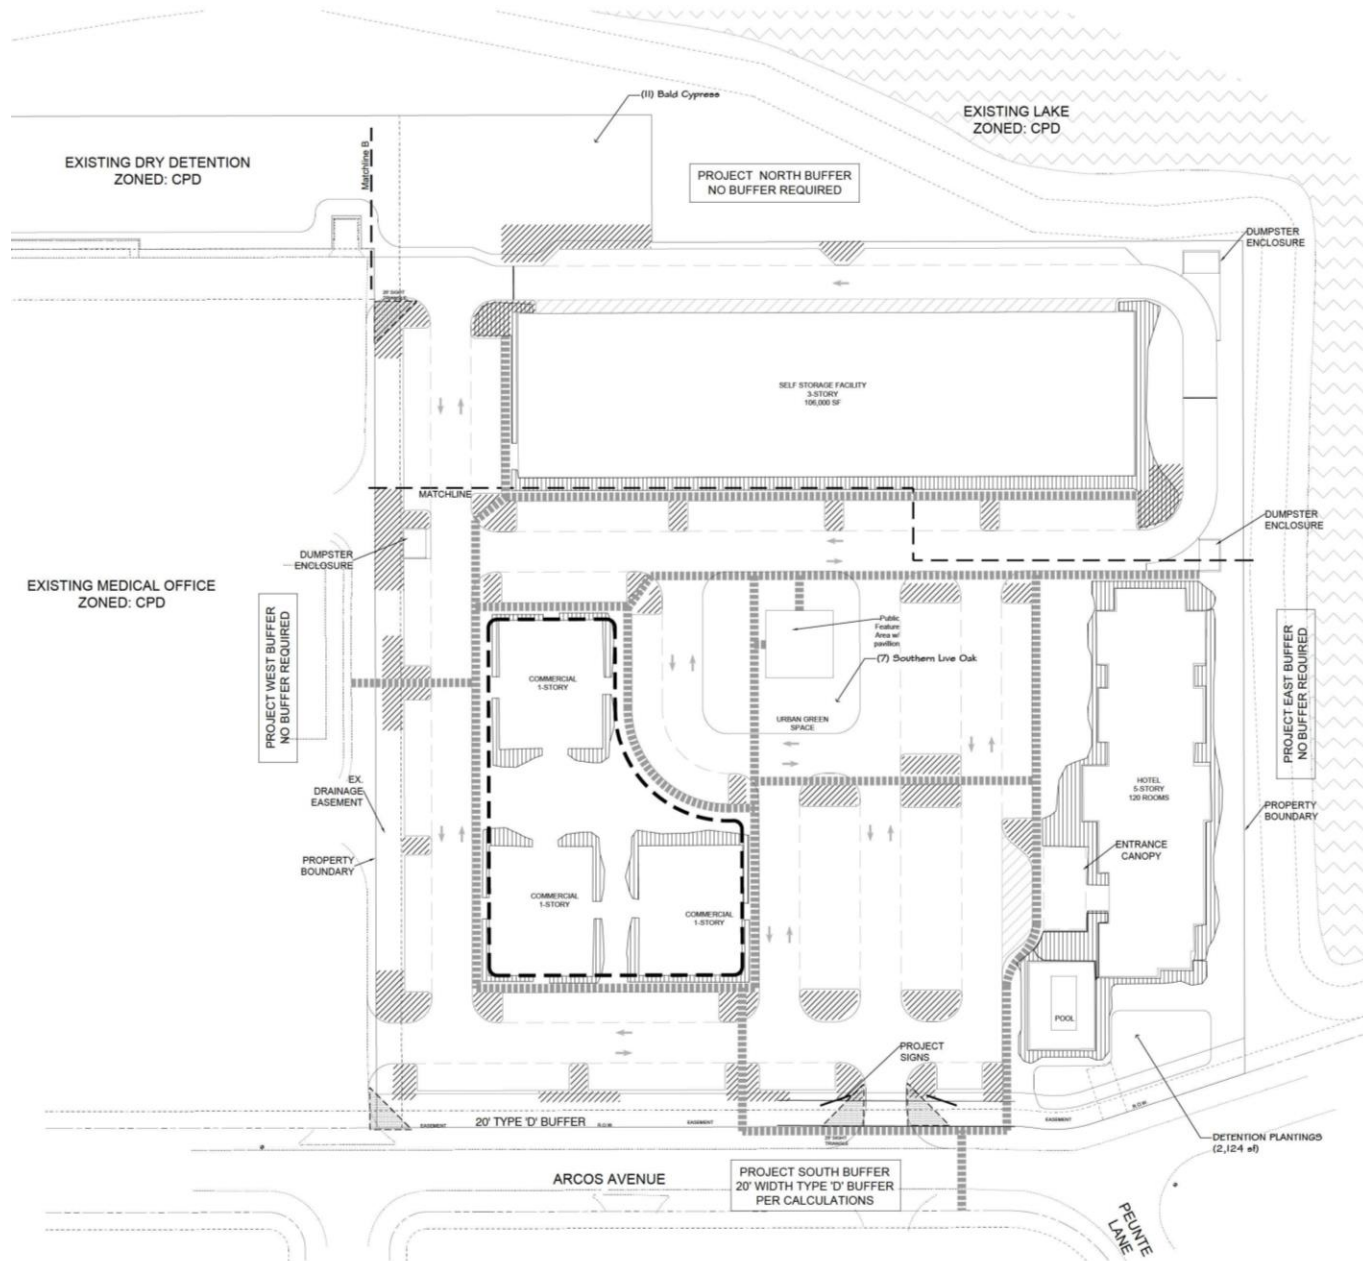 (11) Bald Cypress
EXISTING LAKE
ZONED: CPD
EXISTING DRY DETENTION
ZONED: CPD
Matchline B
PROJECT NORTH BUFFER
NO BUFFER REQUIRED
DUMPSTER
ENCLOSURE
SELF STORAGE FACILITY
3-STORY
106,000 SF
MATCHLINE
DUMPSTER
ENCLOSURE
DUMPSTER
ENCLOSURE
EXISTING MEDICAL OFFICE
ZONED: CPD
PROJECT WEST BUFFER
NO BUFFER REQUIRED
Public
Feature
Area w/
pavilion
(7) Southern Live Oak
COMMERCIAL
1-STORY
URBAN GREEN
SPACE
PROJECT EAST BUFFER
NO BUFFER REQUIRED
EX.
DRAINAGE
EASEMENT
HOTEL
5-STORY
120 ROOMS
PROPERTY
BOUNDARY
ENTRANCE
CANOPY
PROPERTY
BOUNDARY
COMMERCIAL
1-STORY
COMMERCIAL
1-STORY
POOL
PROJECT
SIGNS
EASEMENT
20' TYPE 'D' BUFFER
R.O.W.
EASEMENT
EASEMENT
R.O.W.
DETENTION PLANTINGS
(2,124 sf)
ARCOS AVENUE
PROJECT SOUTH BUFFER
20' WIDTH TYPE 'D' BUFFER
PER CALCULATIONS
PEUNTE
LANE